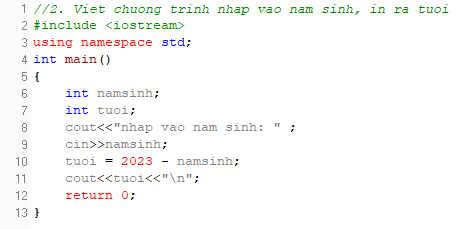 1 //2. Viet chuong trinh nhap vao nam sinh, in ra tuoi
2 #include <iostream>
3 using namespace std;
4 int main()
5 {
6     int namsinh;
7     int tuoi;
8     cout<<"nhap vao nam sinh: " ;
9     cin>>namsinh;
10     tuoi = 2023 - namsinh;
11     cout<<tuoi<<"\n";
12     return 0;
13 }